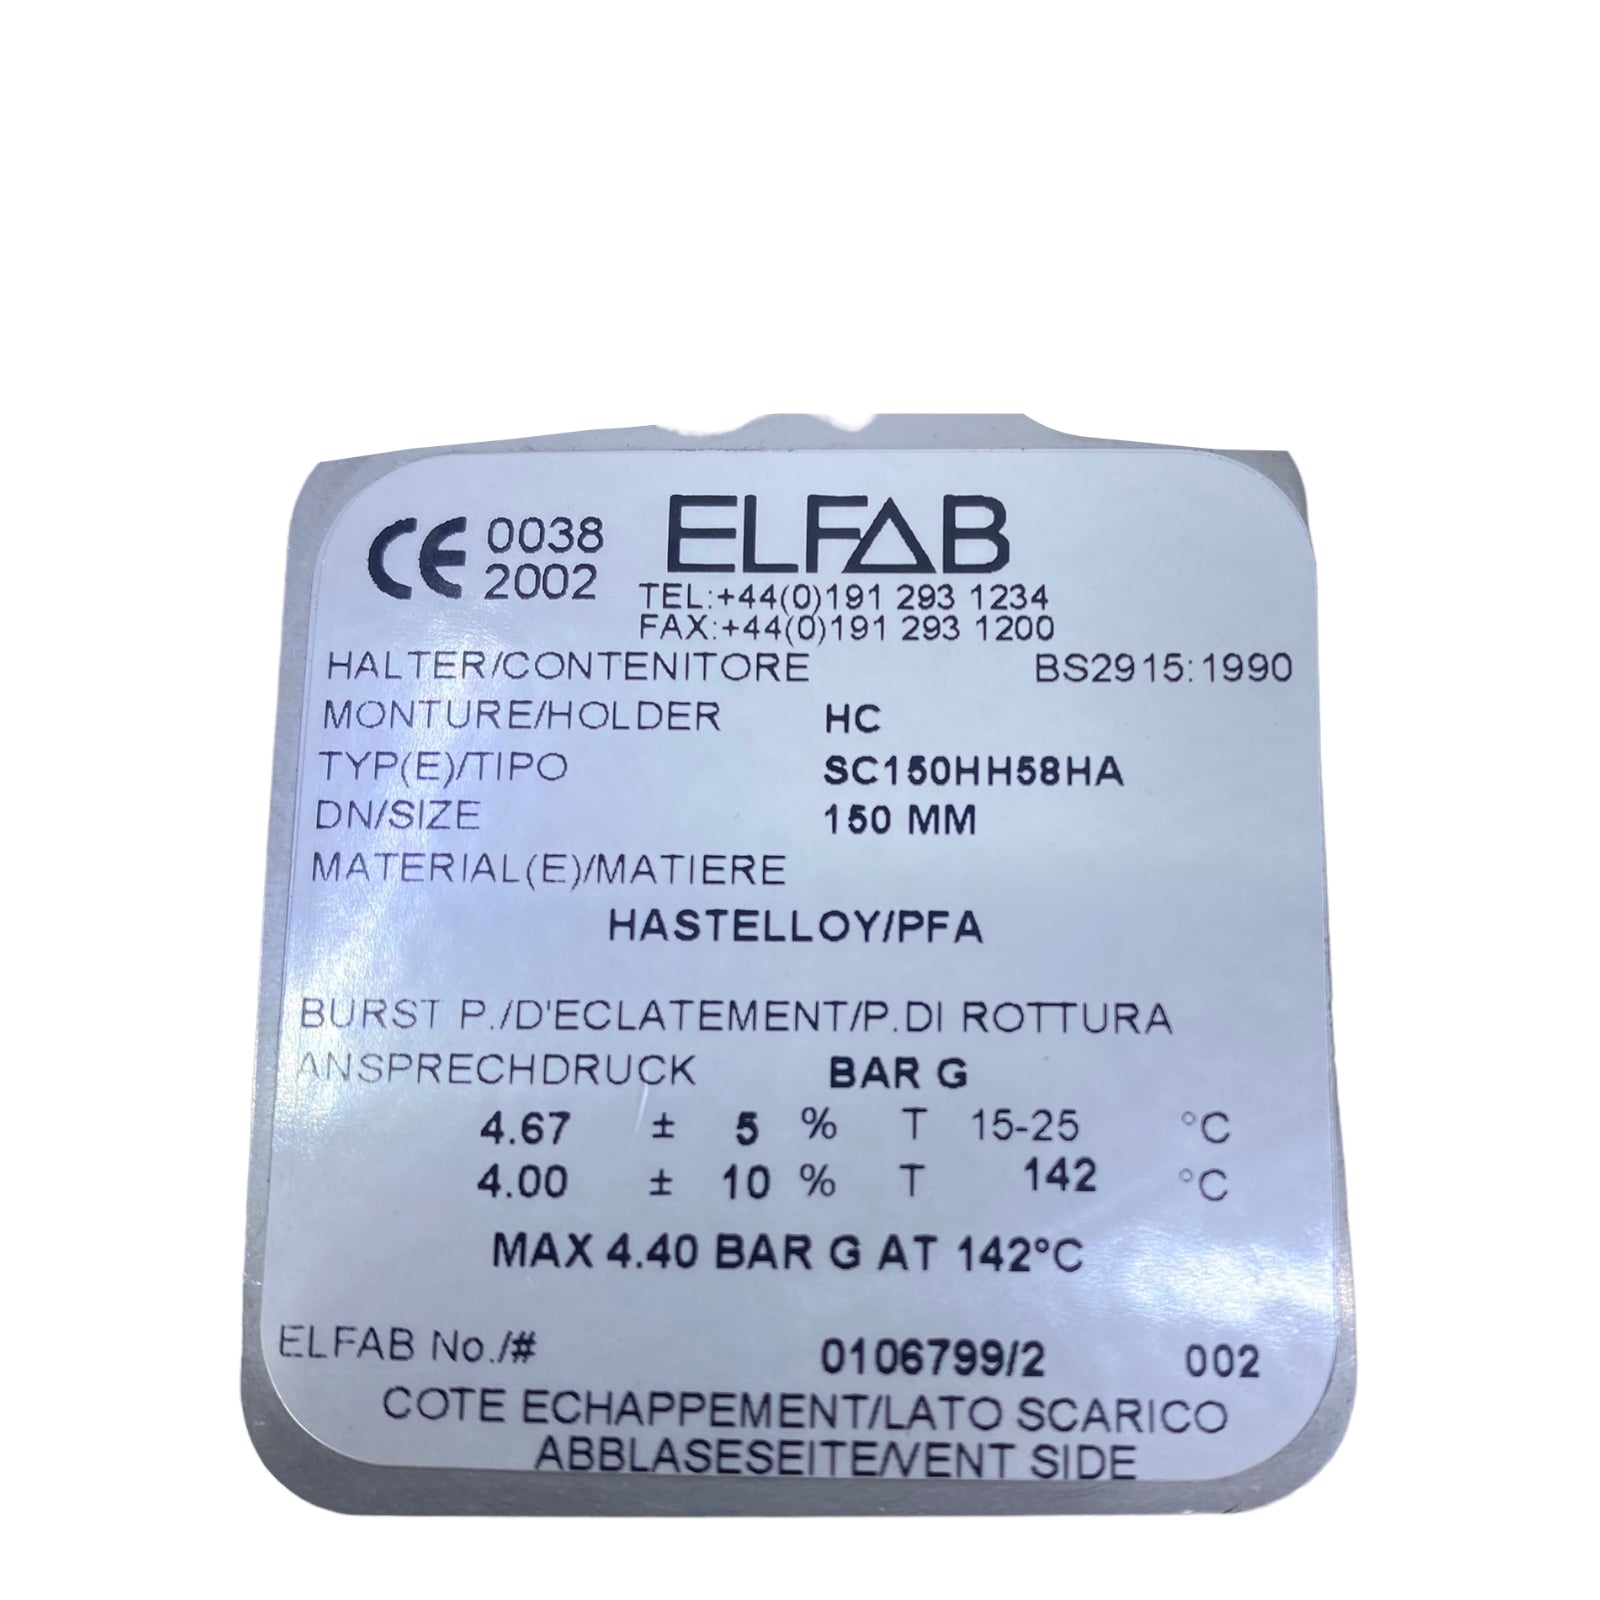 CE 0038 ELFAB
2002
TEL:+44(0)191 293 1234
FAX:+44(0)191 293 1200
HALTER/CONTENITORE BS2915:1990
MONTURE/HOLDER HC
TYP(E)/TIPO SC150HH58HA
DN/SIZE 150 MM
MATERIAL(E)/MATIERE
HASTELLOY/PFA
BURST P./D'ECLATEMENT/P.DI ROTTURA
ANSPRECHDRUCK BAR G
4.67 ± 5 % T 15-25 °C
4.00 ± 10 % T 142 °C
MAX 4.40 BAR G AT 142°C
ELFAB No./# 0106799/2 002
COTE ECHAPPEMENT/LATO SCARICO
ABBLASESEITE/VENT SIDE